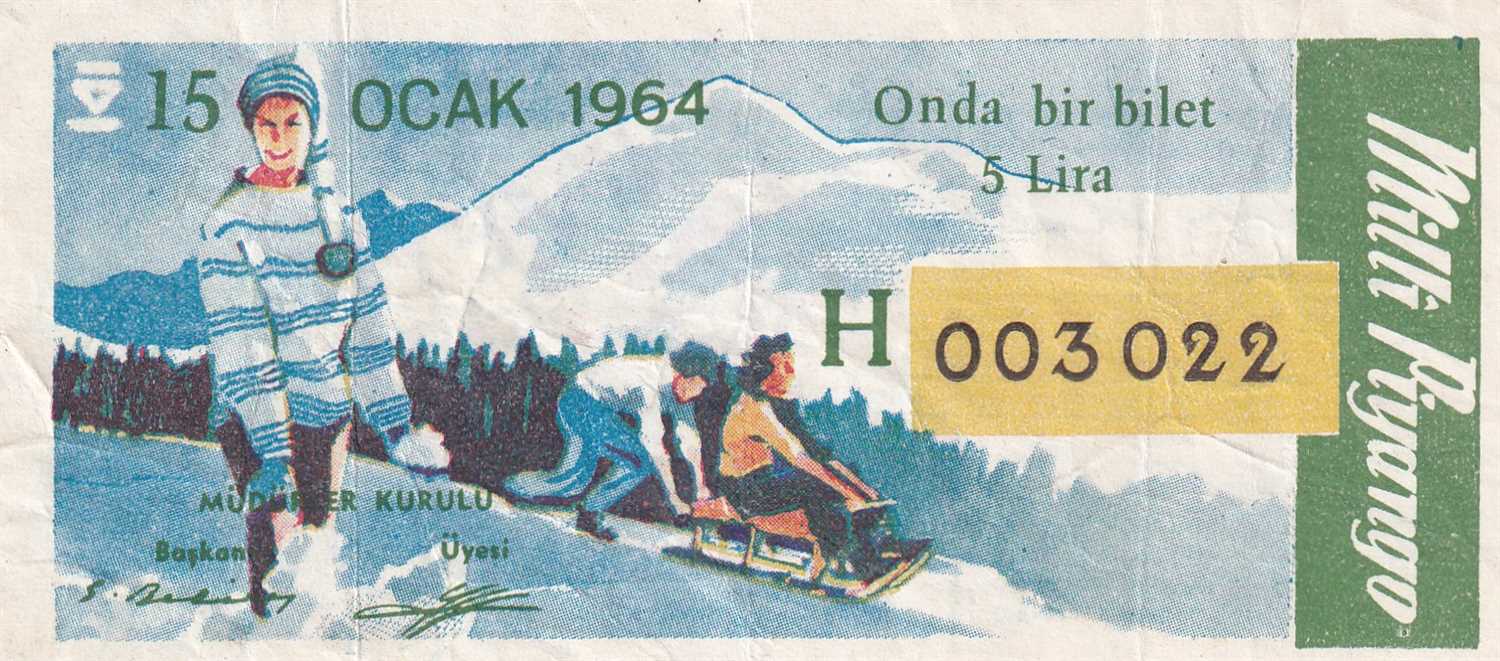 15 OCAK 1964
Onda bir bilet
5 Lira
H 003022
Milli Piyango
MÜDÜRLER KURULU
Başkanı Üyesi